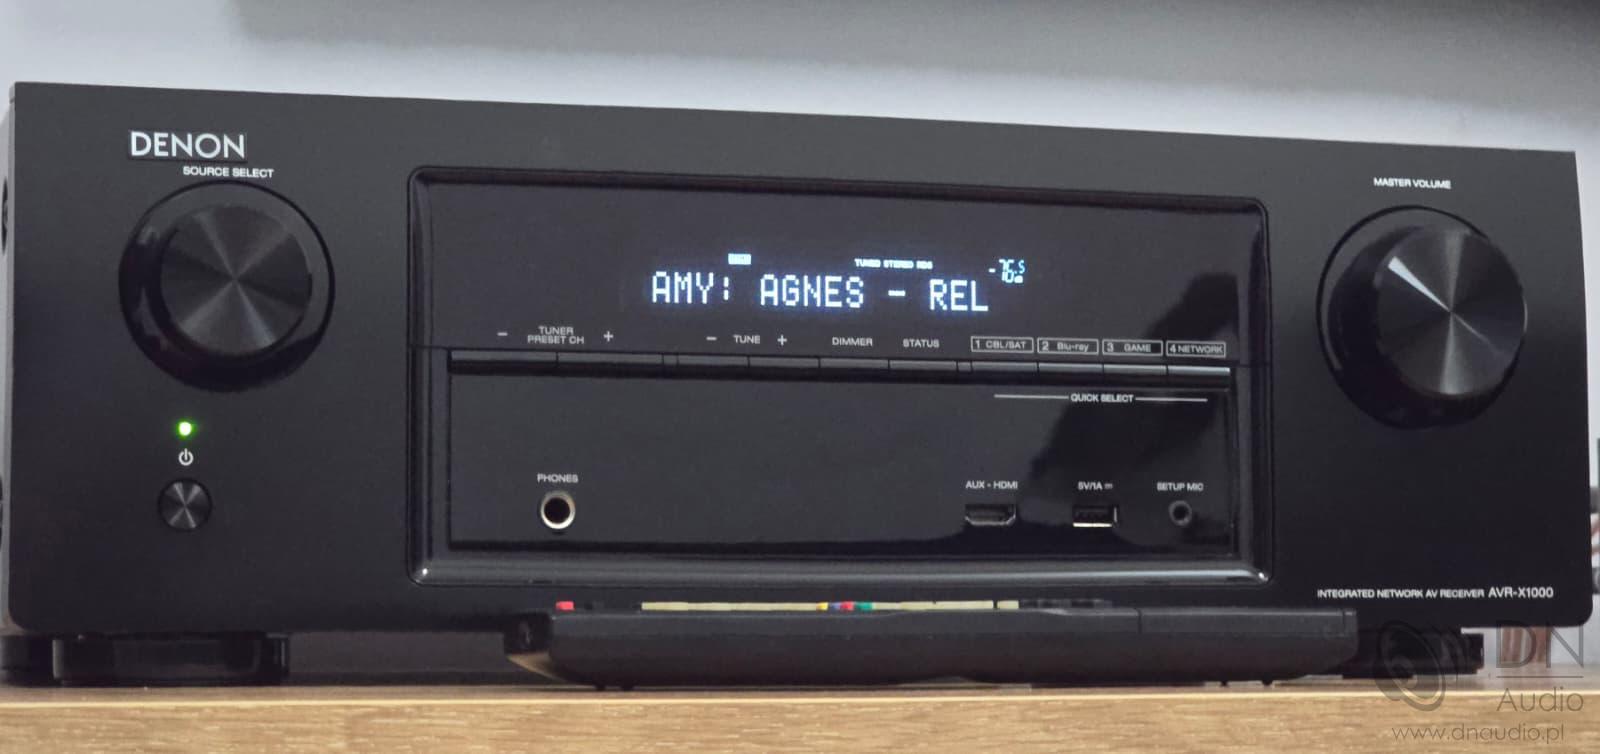 DENON
SOURCE SELECT
MASTER VOLUME
TUNED STEREO RDS
-76.5
dB
AMY: AGNES - REL
- TUNER PRESET CH +
- TUNE +
DIMMER
STATUS
1 CBL/SAT
2 Blu-ray
3 GAME
4 NETWORK
QUICK SELECT
PHONES
AUX - HDMI
5V/1A
SETUP MIC
INTEGRATED NETWORK AV RECEIVER AVR-X1000
DN
Audio
www.dnaudio.pl